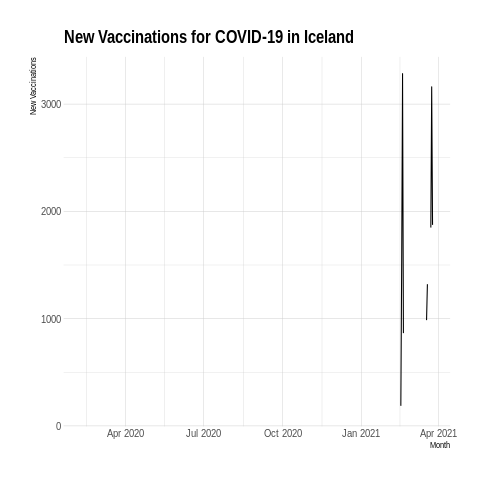 New Vaccinations for COVID-19 in Iceland
New Vaccinations
3000
2000
1000
0
Apr 2020 Jul 2020 Oct 2020 Jan 2021 Apr 2021
Month